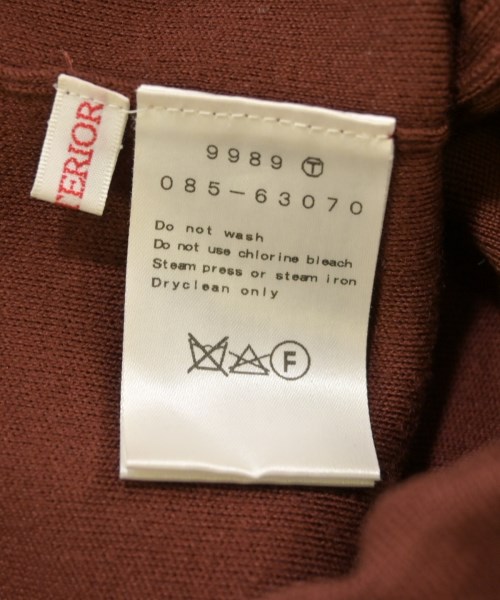 TERIOR
9989 Ⓣ
085-63070
Do not wash
Do not use chlorine bleach
Steam press or steam iron
Dryclean only
F